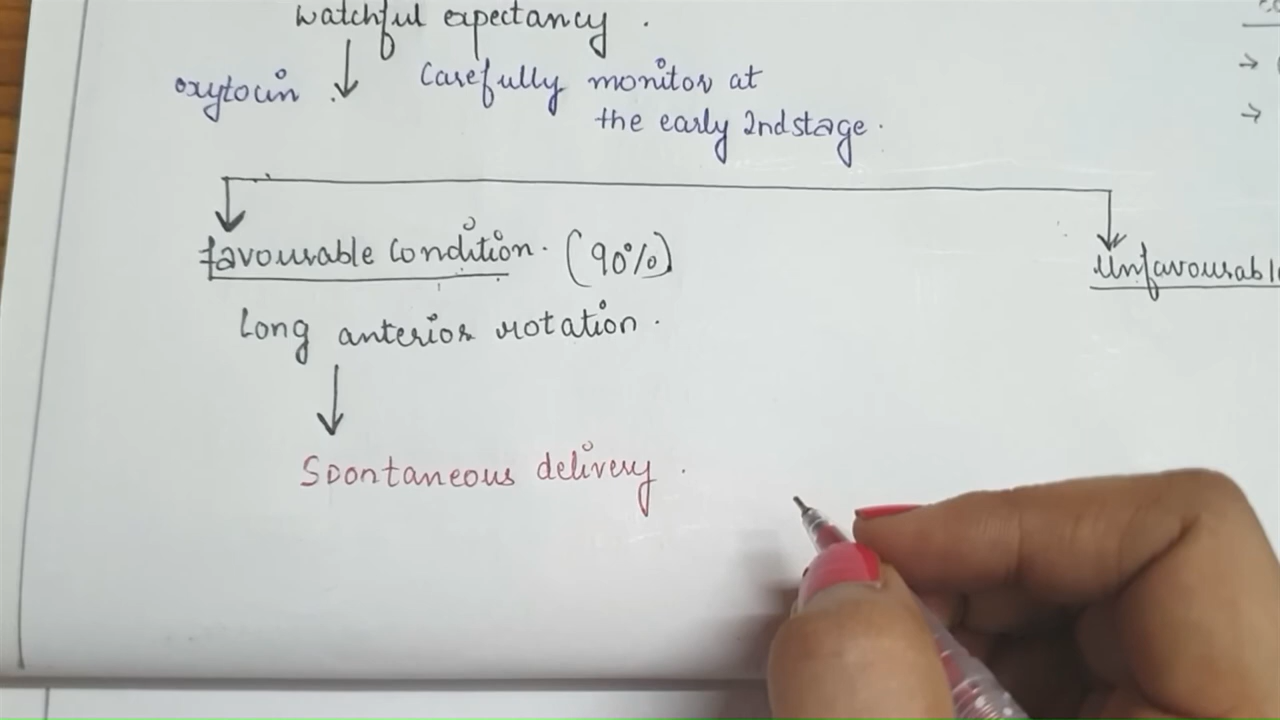 watchful expectancy .
oxytocin . Carefully monitor at
the early 2nd stage .
favourable Condition . (90%)
Unfavourabl
Long anterior rotation .
Spontaneous delivery .